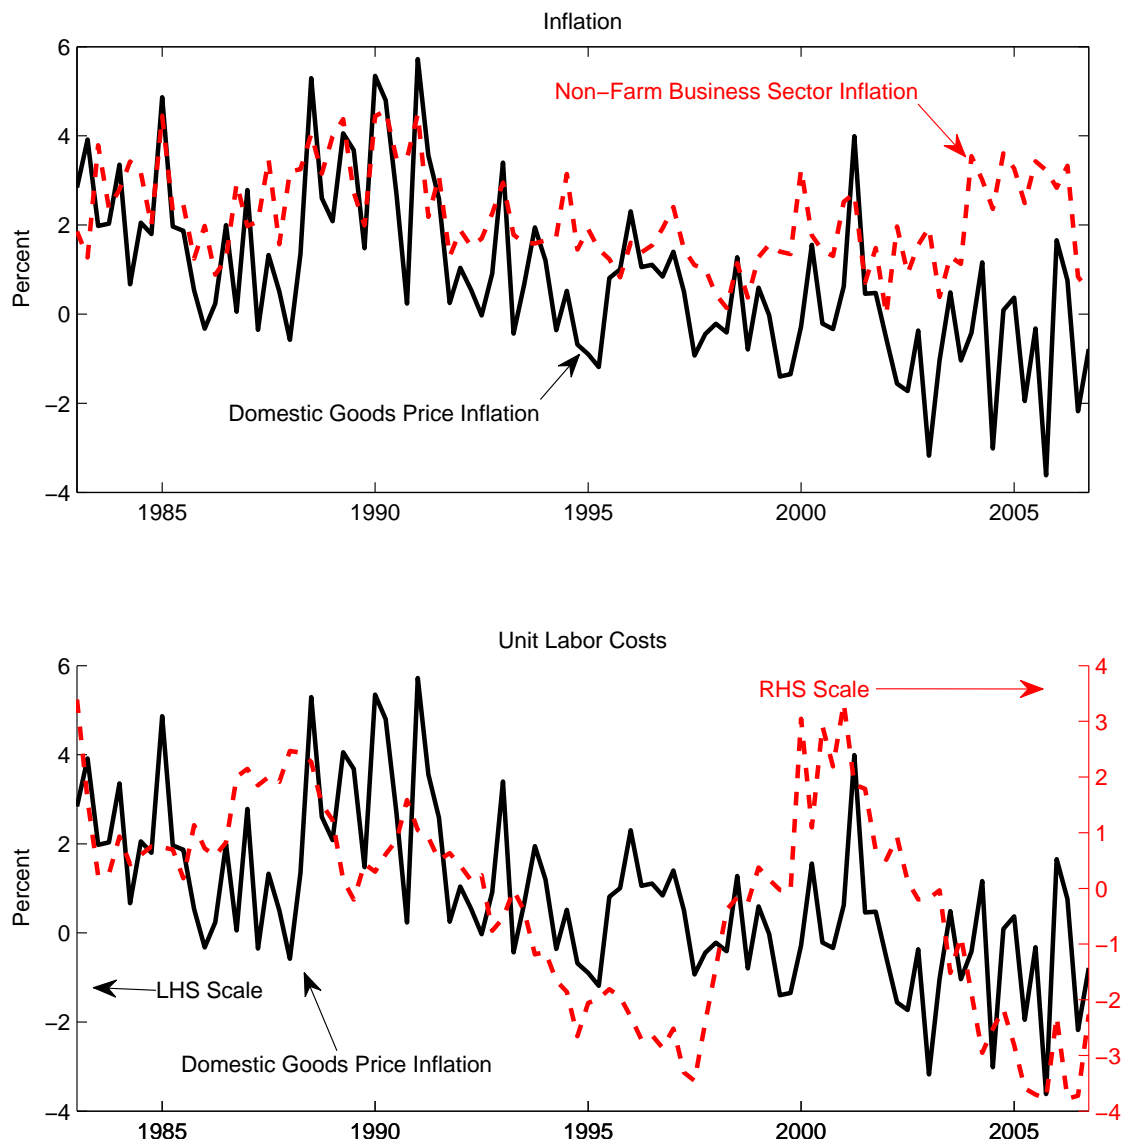 Inflation
6
4
2
0
−2
−4
Percent
Non−Farm Business Sector Inflation
Domestic Goods Price Inflation
1985 1990 1995 2000 2005
Unit Labor Costs
6
4
2
0
−2
−4
Percent
4
3
2
1
0
−1
−2
−3
−4
RHS Scale
LHS Scale
Domestic Goods Price Inflation
1985 1990 1995 2000 2005